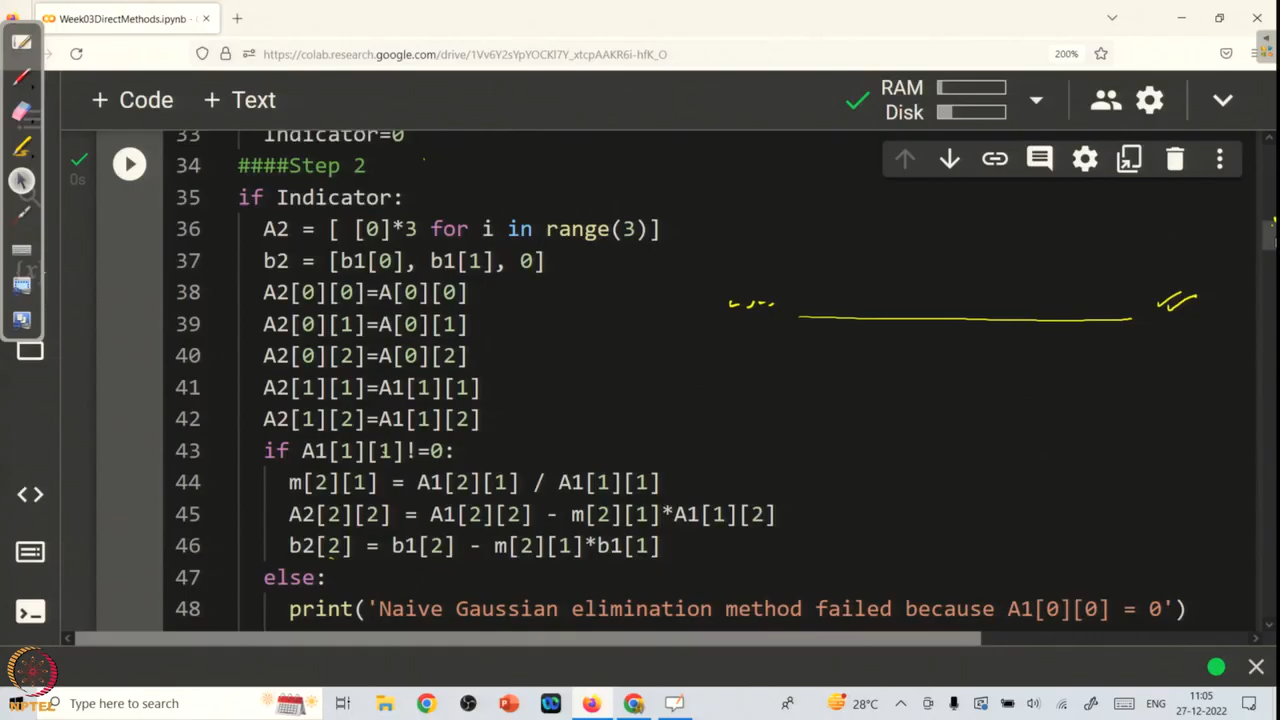 Week03DirectMethods.ipynb -
https://colab.research.google.com/drive/1Vv6Y2sYpYOCKl7Y_xtcpAAKR6i-hfK_O
200%
+ Code + Text
RAM
Disk
33 Indicator=0
34 ####Step 2
0s
35 if Indicator:
36 A2 = [ [0]*3 for i in range(3)]
37 b2 = [b1[0], b1[1], 0]
38 A2[0][0]=A[0][0]
39 A2[0][1]=A[0][1]
40 A2[0][2]=A[0][2]
41 A2[1][1]=A1[1][1]
42 A2[1][2]=A1[1][2]
43 if A1[1][1]!=0:
44 m[2][1] = A1[2][1] / A1[1][1]
45 A2[2][2] = A1[2][2] - m[2][1]*A1[1][2]
46 b2[2] = b1[2] - m[2][1]*b1[1]
47 else:
48 print('Naive Gaussian elimination method failed because A1[0][0] = 0')
NPTEL
Type here to search
28°C
ENG
11:05
27-12-2022